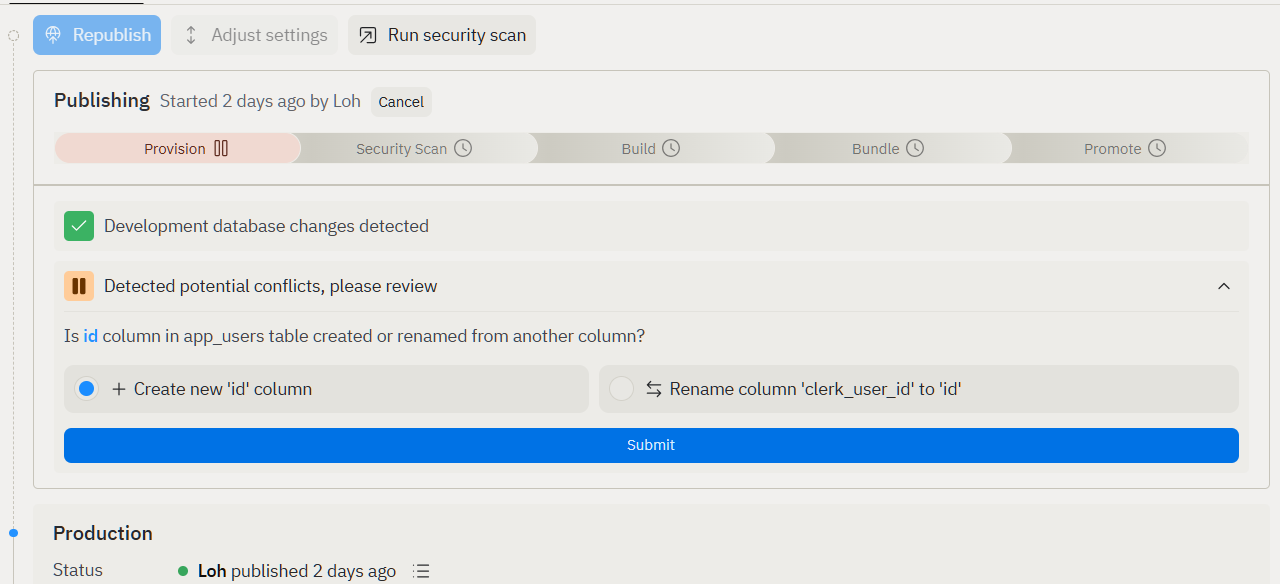 Republish Adjust settings Run security scan
Publishing Started 2 days ago by Loh Cancel
Provision Security Scan Build Bundle Promote
Development database changes detected
Detected potential conflicts, please review
Is id column in app_users table created or renamed from another column?
Create new 'id' column Rename column 'clerk_user_id' to 'id'
Submit
Production
Status Loh published 2 days ago